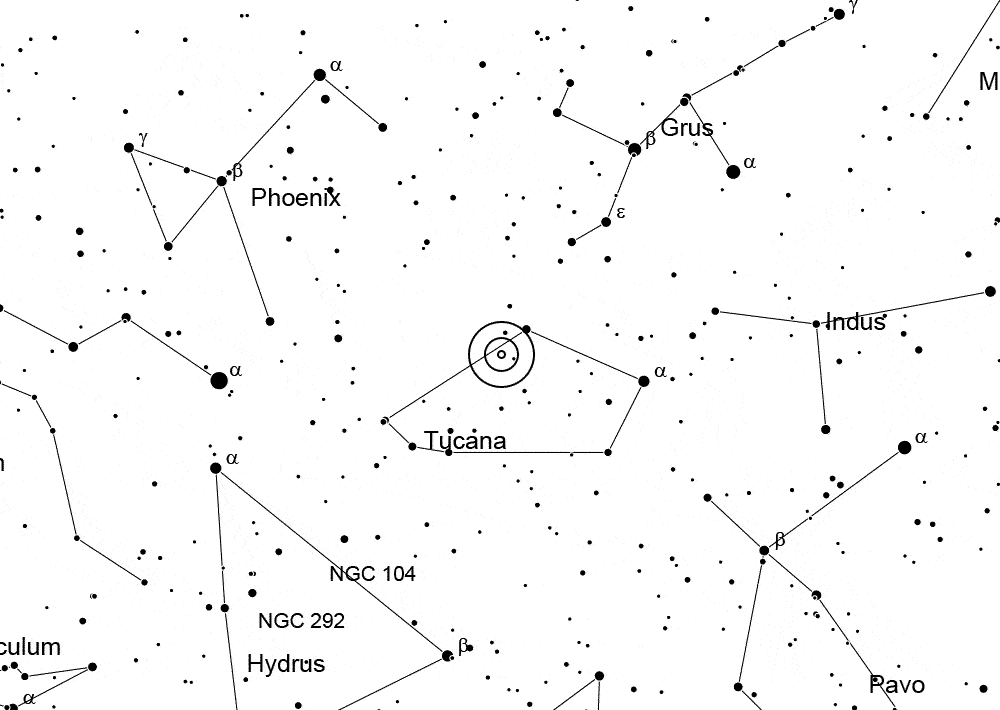 γ
α
M
Grus
β
γ
α
β
Phoenix
ε
Indus
α
α
Tucana
α
α
β
NGC 104
NGC 292
culum
β
Hydrus
Pavo
α